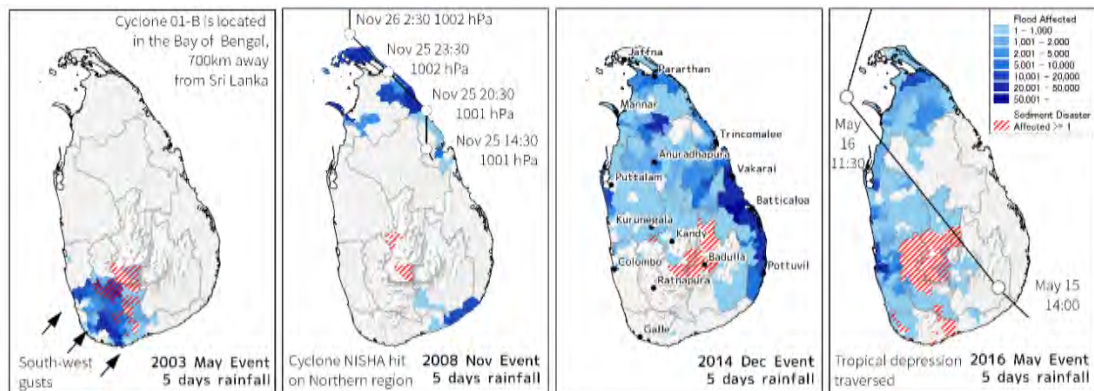 Cyclone 01-B is located
in the Bay of Bengal,
700km away
from Sri Lanka
South-west
gusts
2003 May Event
5 days rainfall
Nov 26 2:30 1002 hPa
Nov 25 23:30
1002 hPa
Nov 25 20:30
1001 hPa
Nov 25 14:30
1001 hPa
Cyclone NISHA hit
on Northern region
2008 Nov Event
5 days rainfall
Jaffna
Pararthan
Mannar
Trincomalee
Anuradhapura
Vakarai
Puttalam
Batticaloa
Kurunegala
Kandy
Colombo
Badulla
Pottuvil
Ratnapura
Galle
2014 Dec Event
5 days rainfall
Flood Affected
1 - 1,000
1,001 - 2,000
2,001 - 5,000
5,001 - 10,000
10,001 - 20,000
20,001 - 50,000
50,001 -
Sediment Disaster
Affected >= 1
May
16
11:30
May 15
14:00
Tropical depression
traversed
2016 May Event
5 days rainfall